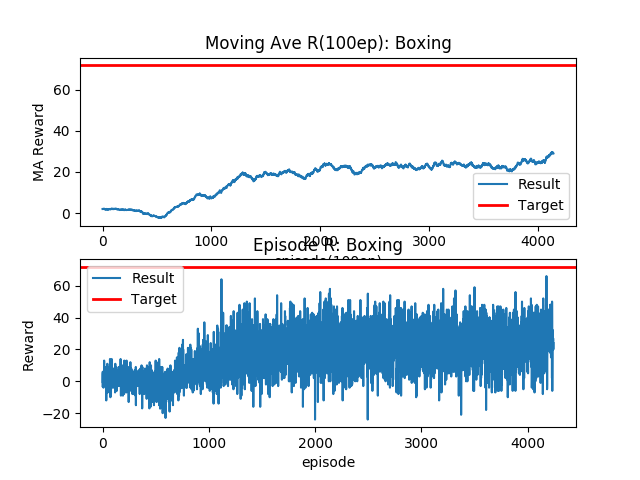 Moving Ave R(100ep): Boxing
MA Reward
60
40
20
0
Result
Target
0
1000
2000
3000
4000
episode(100ep)
Episode R: Boxing
Reward
60
40
20
0
−20
Result
Target
0
1000
2000
3000
4000
episode